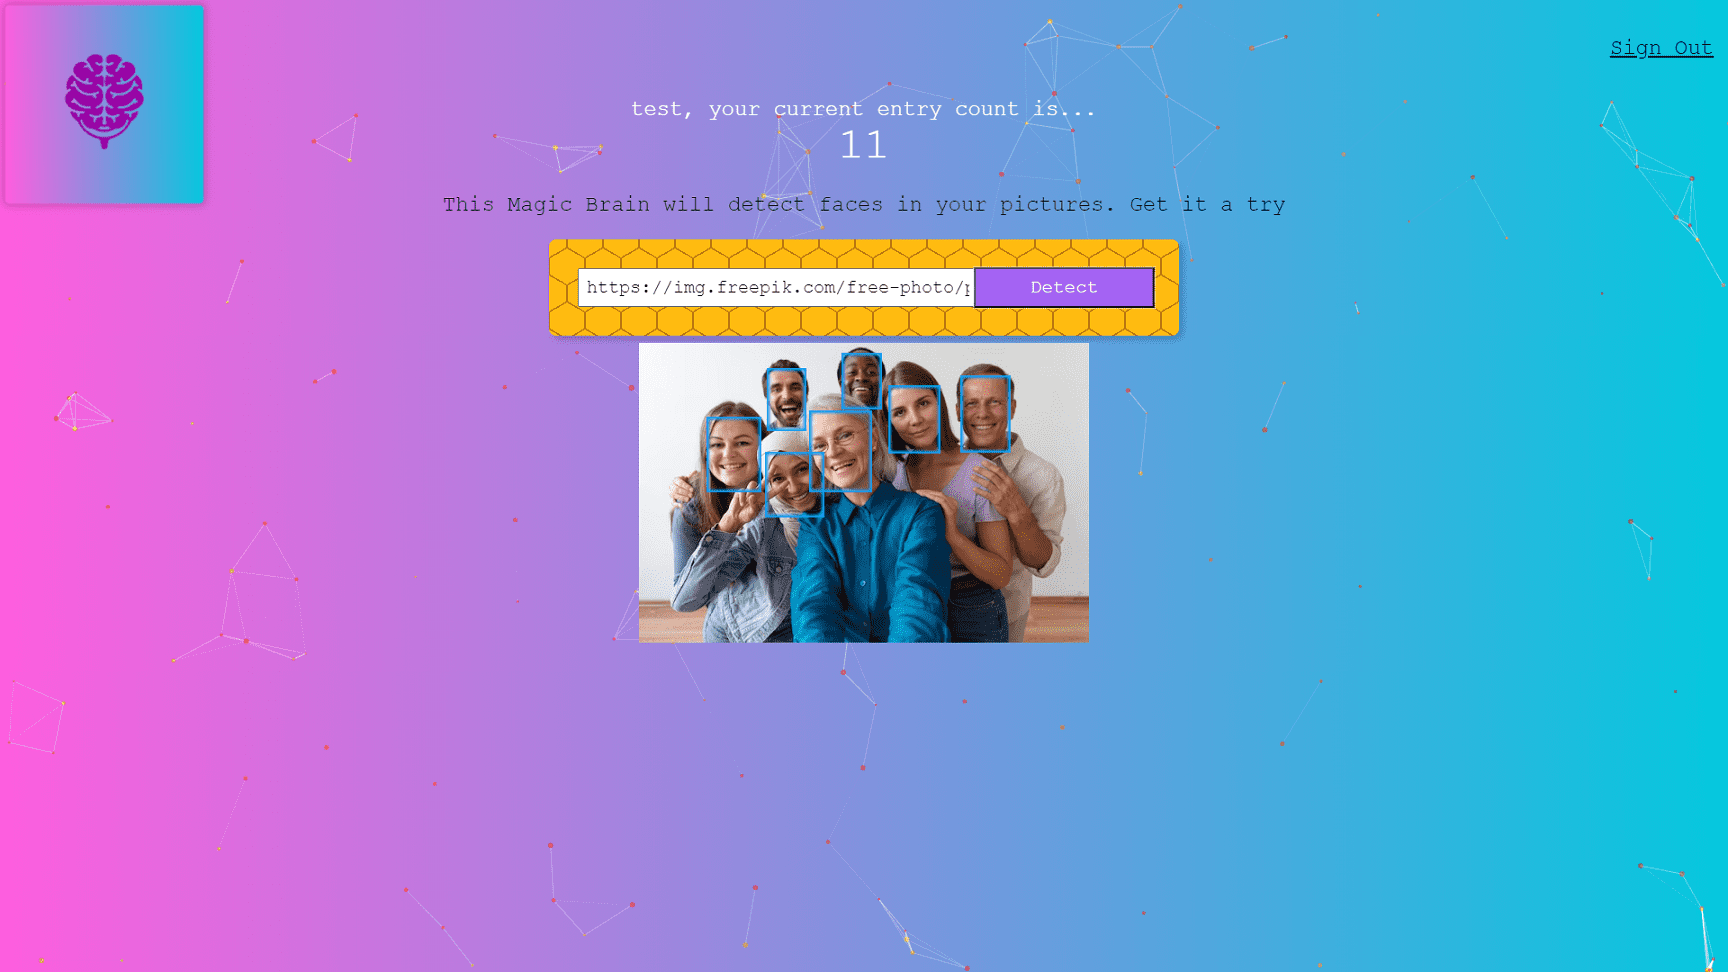 Sign Out
test, your current entry count is...
11
This Magic Brain will detect faces in your pictures. Get it a try
https://img.freepik.com/free-photo/p
Detect